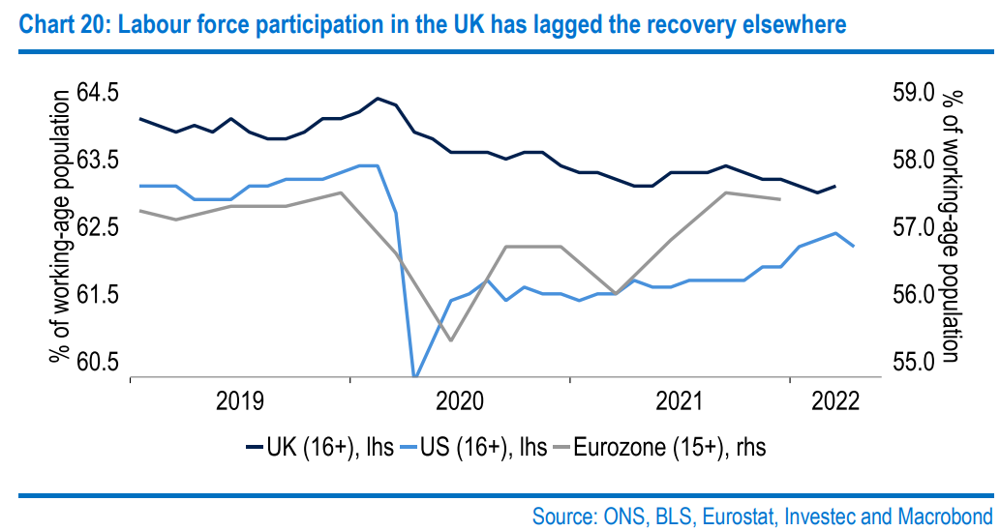 Chart 20: Labour force participation in the UK has lagged the recovery elsewhere
% of working-age population
64.5
63.5
62.5
61.5
60.5
59.0
58.0
57.0
56.0
55.0
% of working-age population
2019 2020 2021 2022
UK (16+), lhs US (16+), lhs Eurozone (15+), rhs
Source: ONS, BLS, Eurostat, Investec and Macrobond